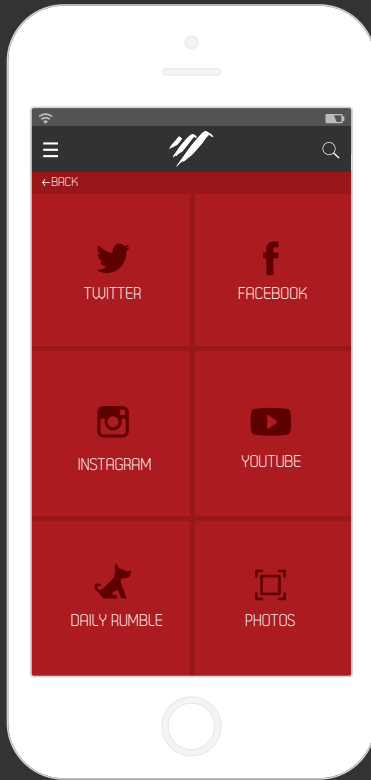 ←BACK
TWITTER
FACEBOOK
INSTAGRAM
YOUTUBE
DAILY RUMBLE
PHOTOS